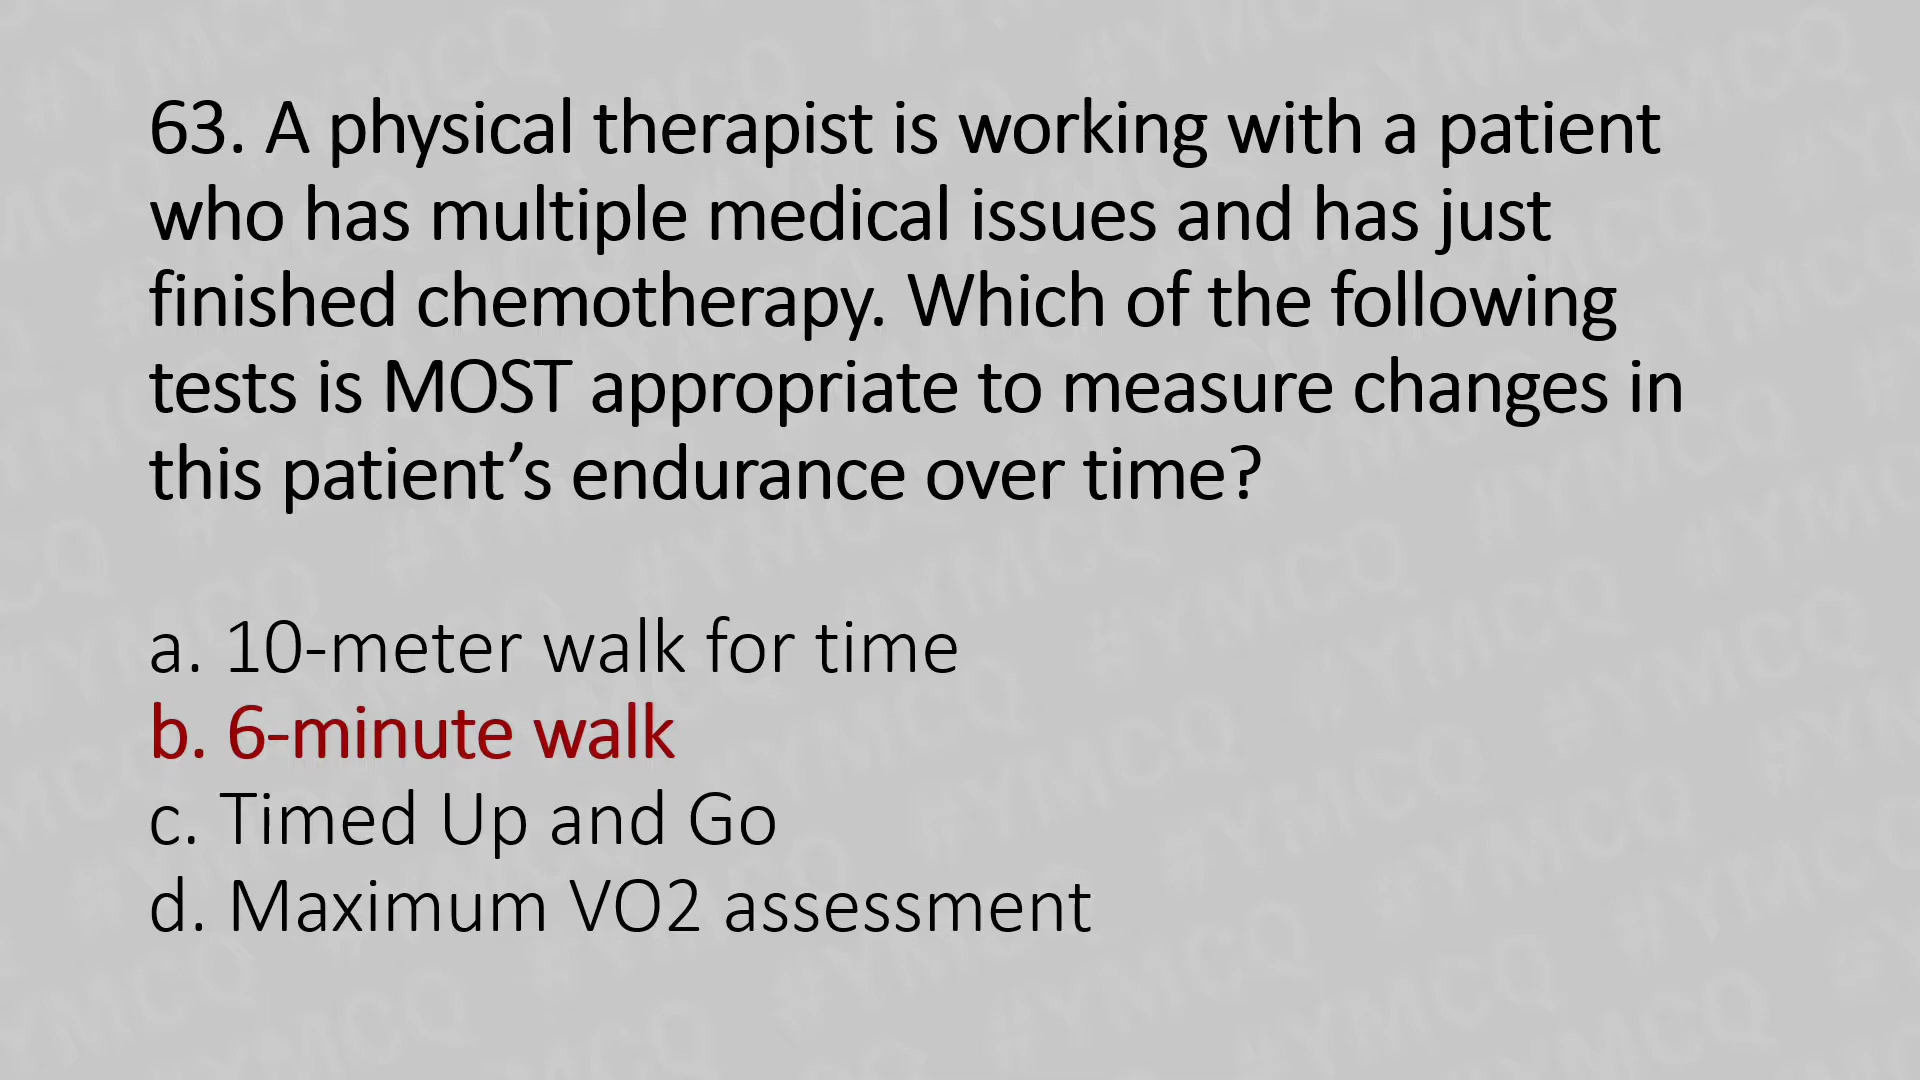 63. A physical therapist is working with a patient
who has multiple medical issues and has just
finished chemotherapy. Which of the following
tests is MOST appropriate to measure changes in
this patient’s endurance over time?
a. 10-meter walk for time
b. 6-minute walk
c. Timed Up and Go
d. Maximum VO2 assessment
#YMCQ